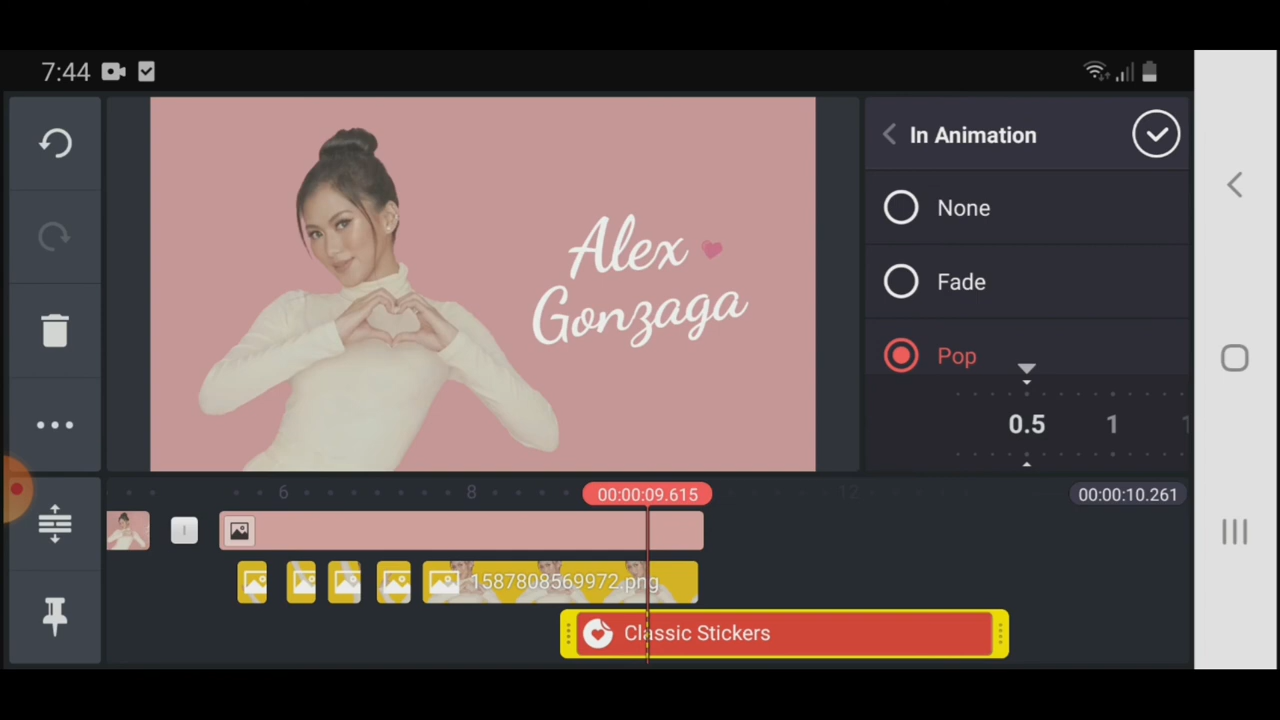 7:44
In Animation
None
Fade
Pop
0.5 1
Alex
Gonzaga
6 8 00:00:09.615 12 00:00:10.261
1587808569972.png
Classic Stickers